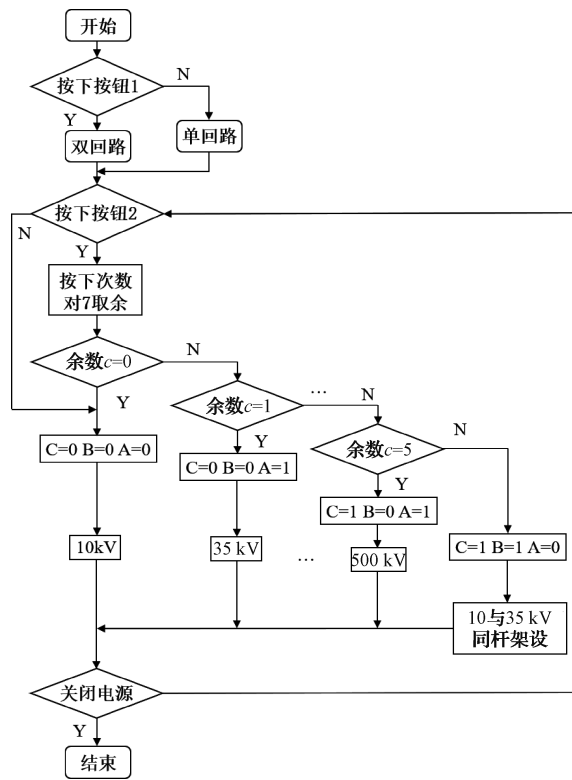 开始
按下按钮1
N
Y
双回路
单回路
按下按钮2
N
Y
按下次数
对7取余
余数c=0
N
Y
余数c=1
...
N
Y
余数c=5
N
Y
C=0 B=0 A=0
C=0 B=0 A=1
C=1 B=0 A=1
C=1 B=1 A=0
10kV
35 kV
...
500 kV
10与35 kV
同杆架设
关闭电源
Y
结束